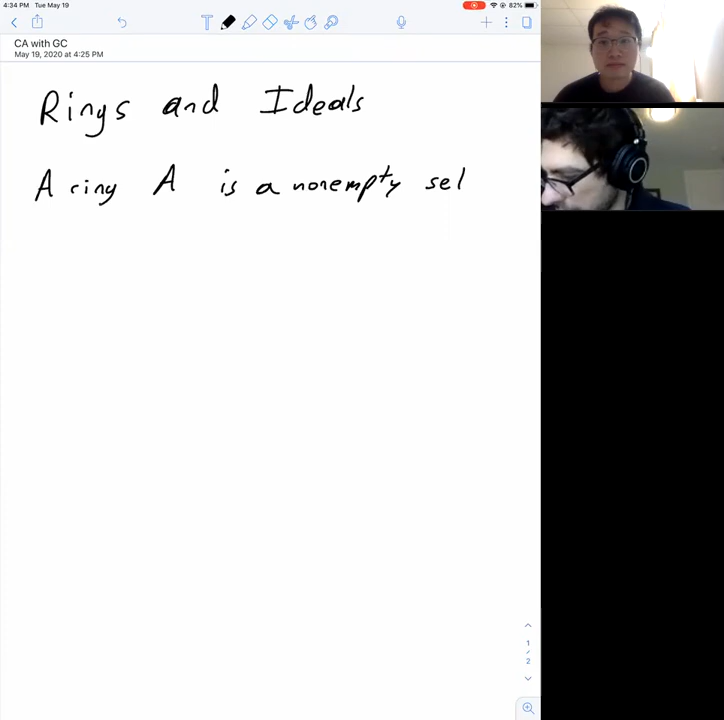 4:34 PM Tue May 19
82%
T
CA with GC
May 19, 2020 at 4:25 PM
Rings and Ideals
A ring A is a nonempty set
1
/
2